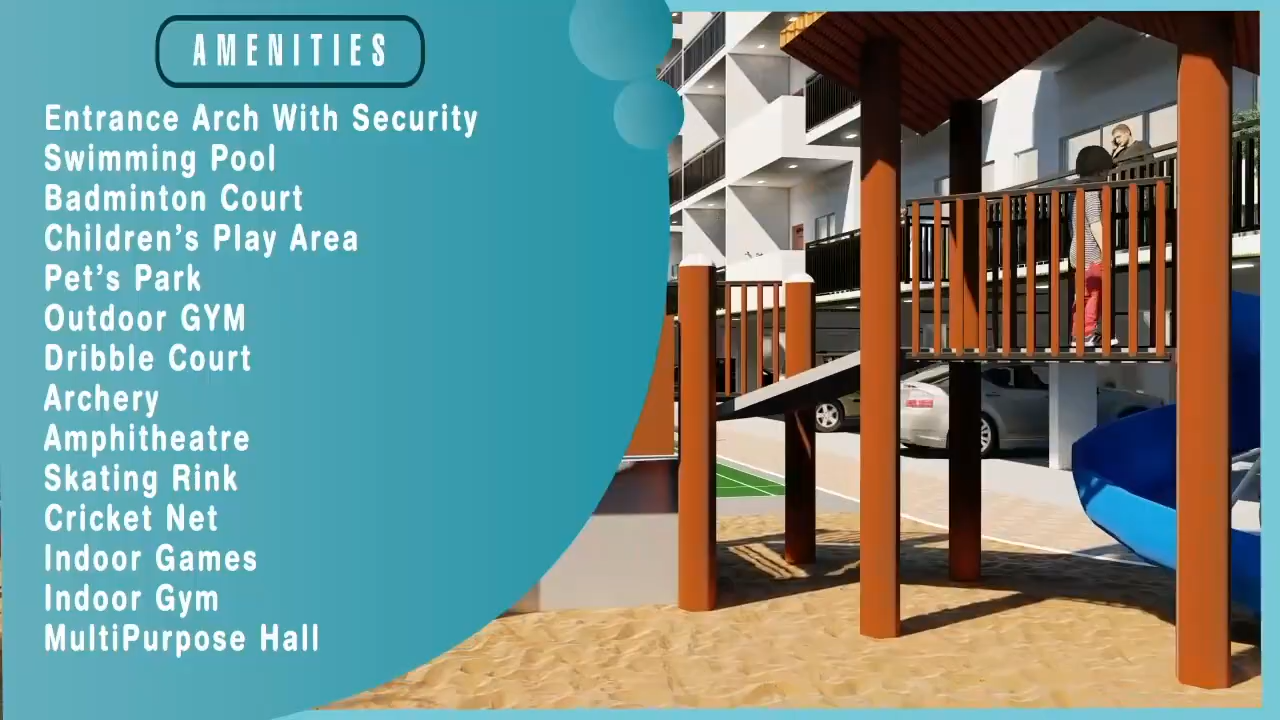 AMENITIES
Entrance Arch With Security
Swimming Pool
Badminton Court
Children’s Play Area
Pet’s Park
Outdoor GYM
Dribble Court
Archery
Amphitheatre
Skating Rink
Cricket Net
Indoor Games
Indoor Gym
MultiPurpose Hall